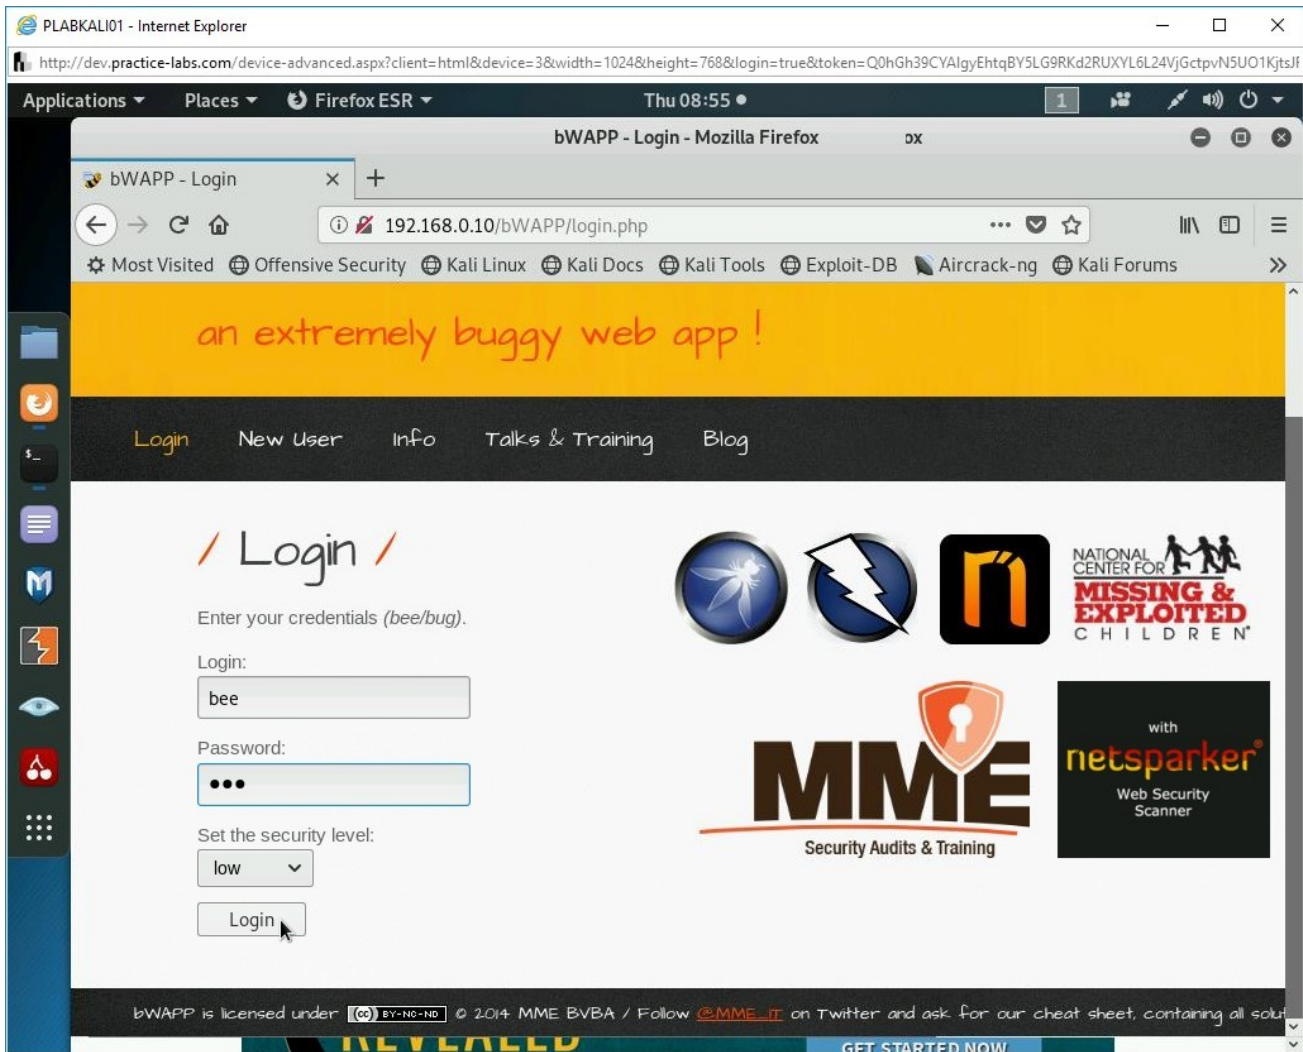 PLABKALI01 - Internet Explorer
http://dev.practice-labs.com/device-advanced.aspx?client=html&device=3&width=1024&height=768&login=true&token=Q0hGh39CYAIgyEhtqBY5LG9RKd2RUXYL6L24VjGctpvN5UO1KjtsJl
Applications Places Firefox ESR Thu 08:55 1
bWAPP - Login - Mozilla Firefox ox
bWAPP - Login
192.168.0.10/bWAPP/login.php
Most Visited Offensive Security Kali Linux Kali Docs Kali Tools Exploit-DB Aircrack-ng Kali Forums
an extremely buggy web app !
Login New User Info Talks & Training Blog
/ Login /
Enter your credentials (bee/bug).
Login:
bee
Password:
Set the security level:
low
Login
NATIONAL
CENTER FOR
MISSING &
EXPLOITED
CHILDREN
MME
Security Audits & Training
with
netsparker
Web Security
Scanner
bWAPP is licensed under (cc) BY-NC-ND © 2014 MME BVBA / Follow @MME_IT on Twitter and ask for our cheat sheet, containing all solut
REVEALED
GET STARTED NOW